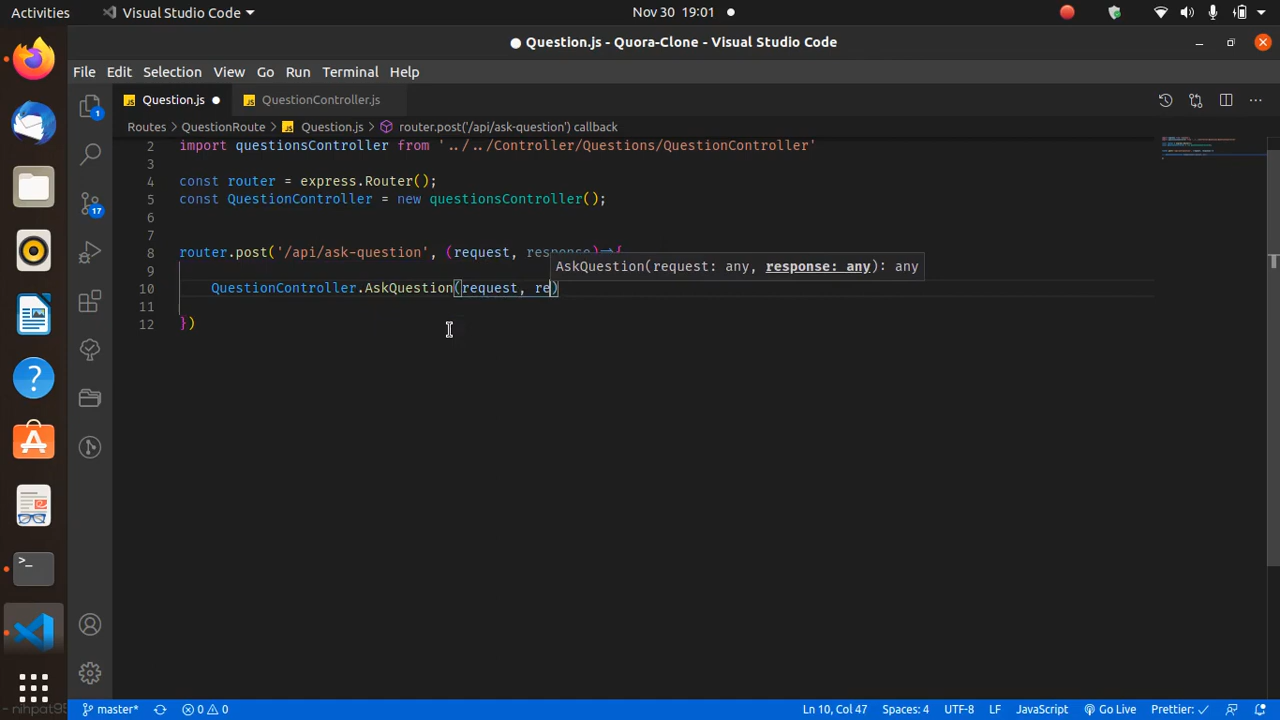 Activities Visual Studio Code Nov 30 19:01
Question.js - Quora-Clone - Visual Studio Code
File Edit Selection View Go Run Terminal Help
JS Question.js JS QuestionController.js
Routes > QuestionRoute > JS Question.js > router.post('/api/ask-question') callback
2 import questionsController from '../../Controller/Questions/QuestionController'
3
4 const router = express.Router();
5 const QuestionController = new questionsController();
6
7
8 router.post('/api/ask-question', (request, response)=>{
AskQuestion(request: any, response: any): any
9
10 QuestionController.AskQuestion(request, re)
11
12 })
1
17
master* 0 0 Ln 10, Col 47 Spaces: 4 UTF-8 LF JavaScript Go Live Prettier: ✓